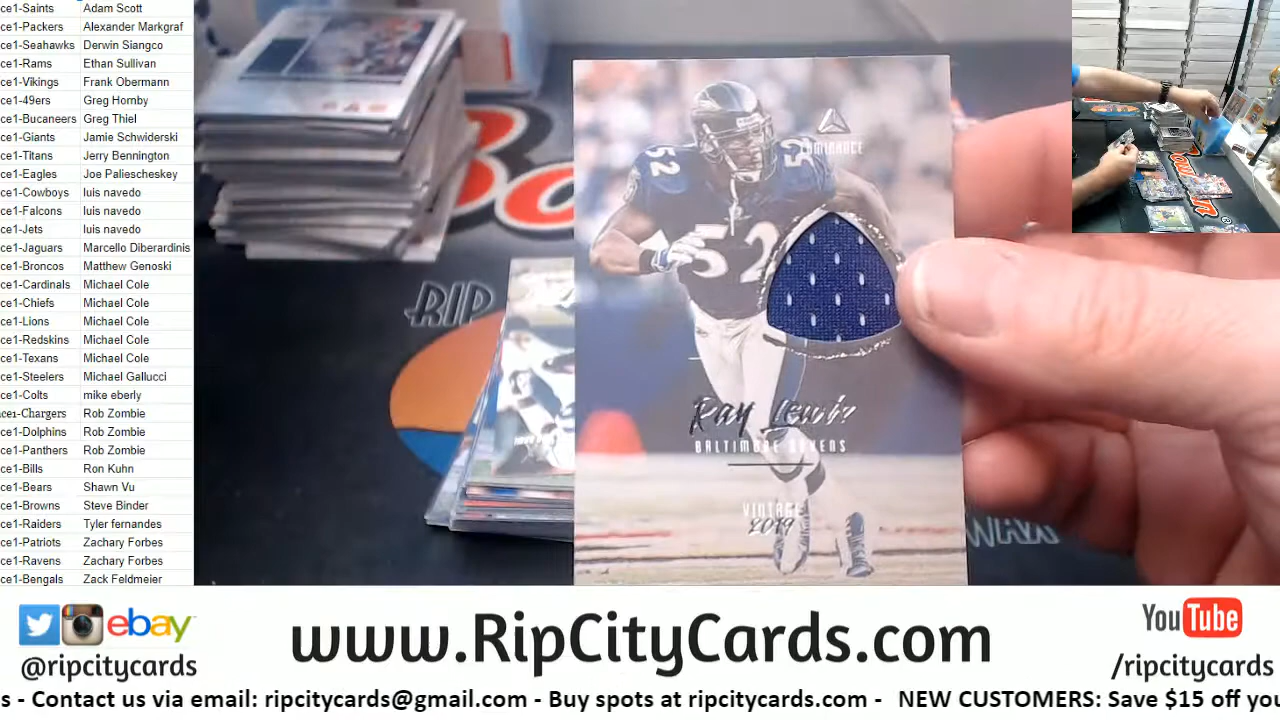 ce1-Saints Adam Scott
ce1-Packers Alexander Markgraf
ce1-Seahawks Derwin Siangco
ce1-Rams Ethan Sullivan
ce1-Vikings Frank Obermann
ce1-49ers Greg Hornby
ce1-Bucaneers Greg Thiel
ce1-Giants Jamie Schwiderski
ce1-Titans Jerry Bennington
ce1-Eagles Joe Paliescheskey
ce1-Cowboys luis navedo
ce1-Falcons luis navedo
ce1-Jets luis navedo
ce1-Jaguars Marcello Diberardinis
ce1-Broncos Matthew Genoski
ce1-Cardinals Michael Cole
ce1-Chiefs Michael Cole
ce1-Lions Michael Cole
ce1-Redskins Michael Cole
ce1-Texans Michael Cole
ce1-Steelers Michael Gallucci
ce1-Colts mike eberly
ace1-Chargers Rob Zombie
ce1-Dolphins Rob Zombie
ce1-Panthers Rob Zombie
ce1-Bills Ron Kuhn
ce1-Bears Shawn Vu
ce1-Browns Steve Binder
ce1-Raiders Tyler fernandes
ce1-Patriots Zachary Forbes
ce1-Ravens Zachary Forbes
ce1-Bengals Zack Feldmeier
RIP
52
52
52
LUMINANCE
Ray Lewis
BALTIMORE RAVENS
VINTAGE
2019
WAX
ebay
@ripcitycards
www.RipCityCards.com
YouTube
/ripcitycards
s - Contact us via email: ripcitycards@gmail.com - Buy spots at ripcitycards.com - NEW CUSTOMERS: Save $15 off you